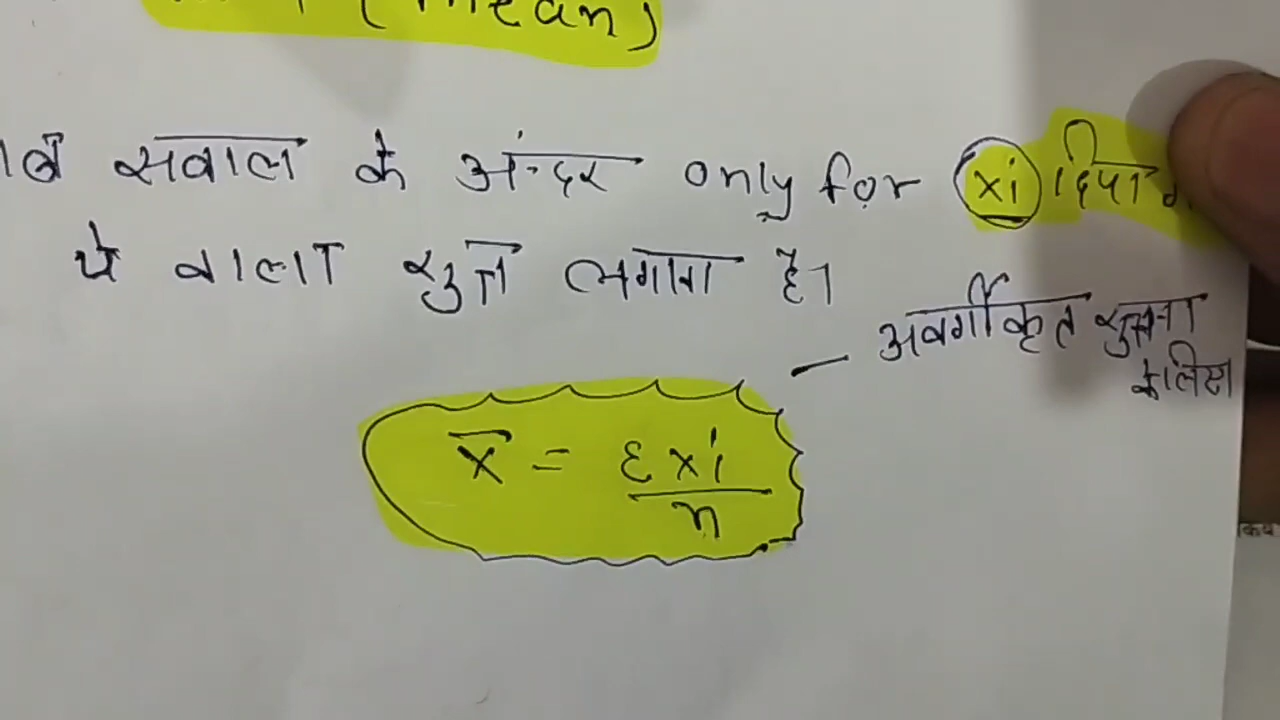 (Mean)
सवाल के अंन्दर only for xi दिया
ये वाला सुत्र लगाना है।
— अवर्गीकृत सुचना
के लिए
x̄ = Σxi/n